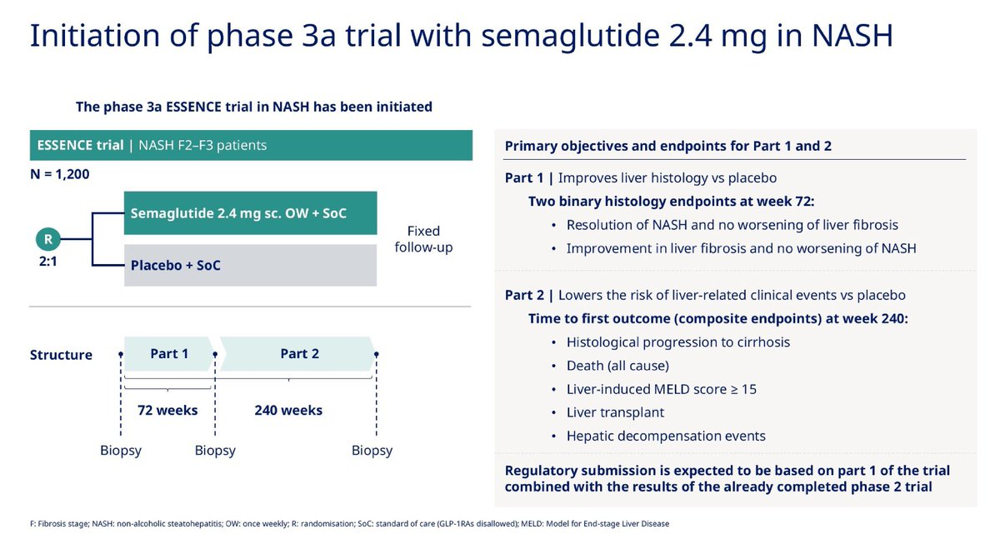 Initiation of phase 3a trial with semaglutide 2.4 mg in NASH
The phase 3a ESSENCE trial in NASH has been initiated
ESSENCE trial | NASH F2–F3 patients
N = 1,200
R
2:1
Semaglutide 2.4 mg sc. OW + SoC
Placebo + SoC
Fixed
follow-up
Structure
Part 1
Part 2
72 weeks
240 weeks
Biopsy
Biopsy
Biopsy
Primary objectives and endpoints for Part 1 and 2
Part 1 | Improves liver histology vs placebo
Two binary histology endpoints at week 72:
• Resolution of NASH and no worsening of liver fibrosis
• Improvement in liver fibrosis and no worsening of NASH
Part 2 | Lowers the risk of liver-related clinical events vs placebo
Time to first outcome (composite endpoints) at week 240:
• Histological progression to cirrhosis
• Death (all cause)
• Liver-induced MELD score ≥ 15
• Liver transplant
• Hepatic decompensation events
Regulatory submission is expected to be based on part 1 of the trial
combined with the results of the already completed phase 2 trial
F: Fibrosis stage; NASH: non-alcoholic steatohepatitis; OW: once weekly; R: randomisation; SoC: standard of care (GLP-1RAs disallowed); MELD: Model for End-stage Liver Disease